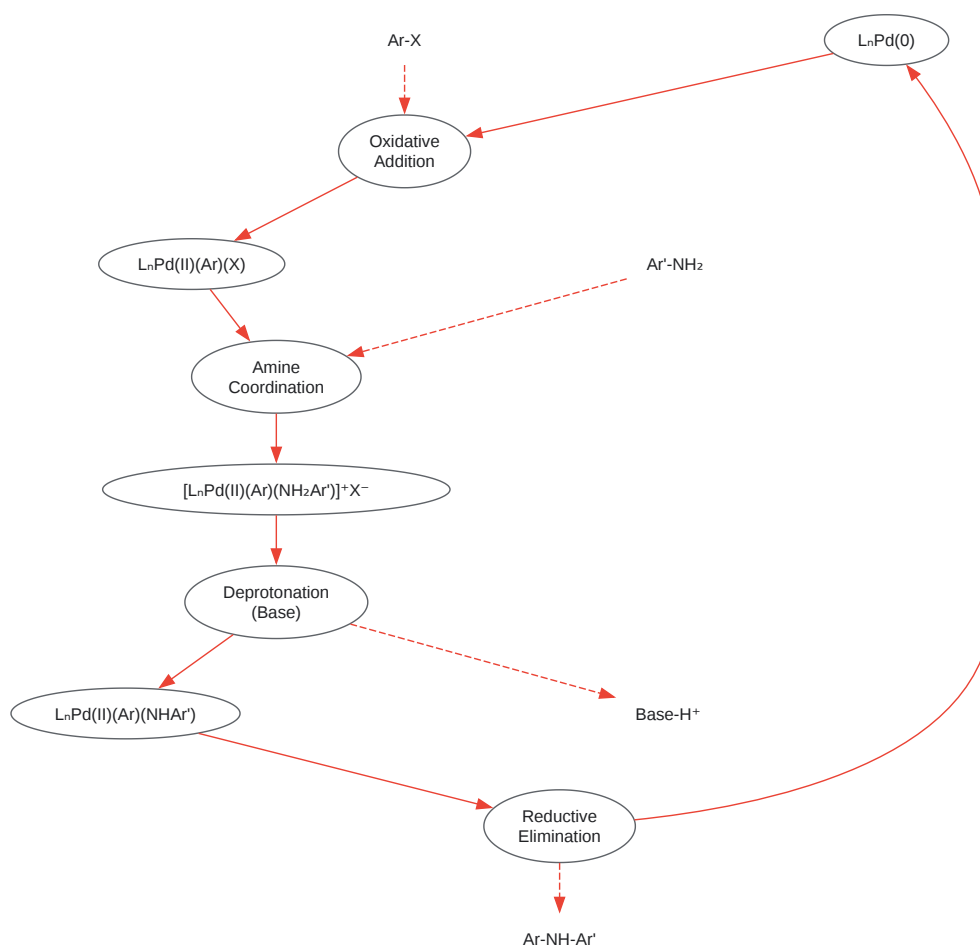 Ar-X
LₙPd(0)
Oxidative
Addition
LₙPd(II)(Ar)(X)
Ar'-NH₂
Amine
Coordination
[LₙPd(II)(Ar)(NH₂Ar')]⁺X⁻
Deprotonation
(Base)
LₙPd(II)(Ar)(NHAr')
Base-H⁺
Reductive
Elimination
Ar-NH-Ar'